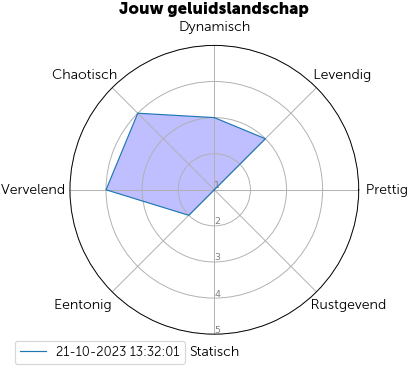 Jouw geluidslandschap
Dynamisch
Chaotisch
Levendig
Vervelend
1
Prettig
2
3
4
Eentonig
Rustgevend
5
21-10-2023 13:32:01
Statisch